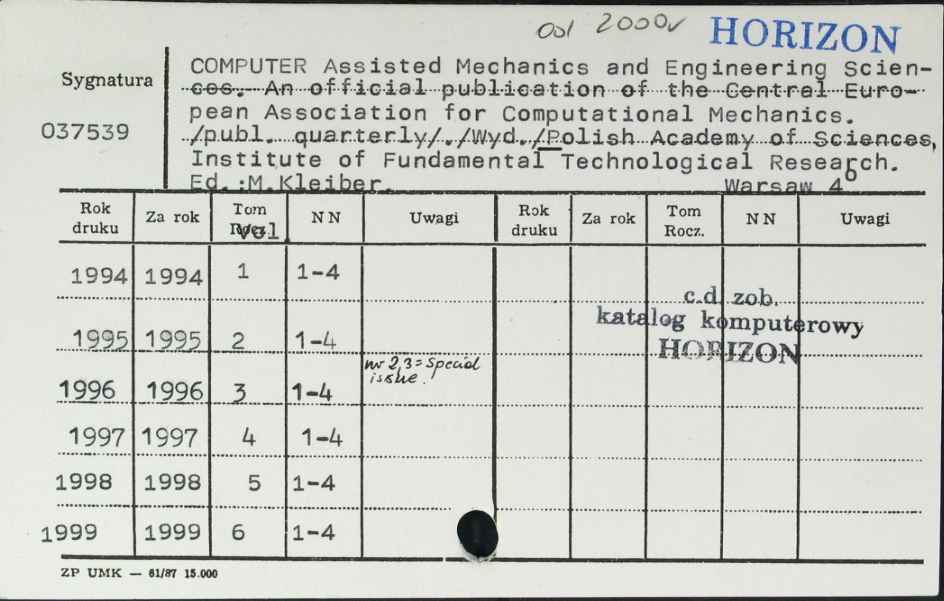 od 2000r HORIZON
Sygnatura
037539
COMPUTER Assisted Mechanics and Engineering Scien-
ces. An official publication of the Central Euro-
pean Association for Computational Mechanics.
/publ. quarterly/./Wyd./Polish Academy of Sciences,
Institute of Fundamental Technological Research.
Ed.:M.Kleiber. Warsaw 4o
Rok druku Za rok Tom Rocz. Vol. NN Uwagi Rok druku Za rok Tom Rocz. NN Uwagi
1994 1994 1 1-4
c.d. zob.
katalog komputerowy
HORIZON
1995 1995 2 1-4
1996 1996 3 1-4 nr 2,3=Special issue.
1997 1997 4 1-4
1998 1998 5 1-4
1999 1999 6 1-4
ZP UMK — 61/87 15.000